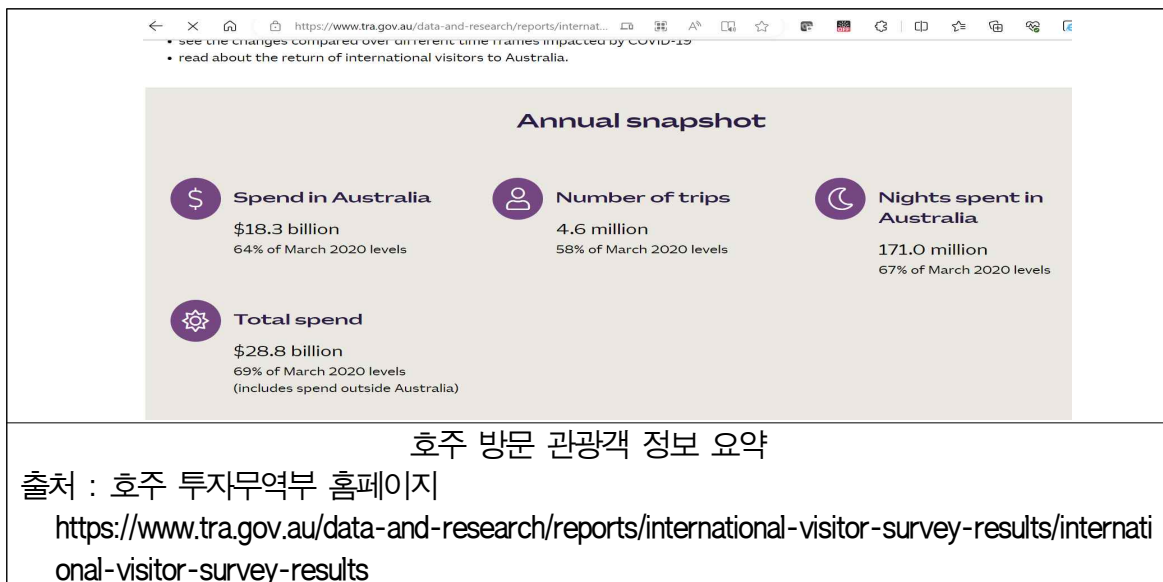 https://www.tra.gov.au/data-and-research/reports/internat...
• see the changes compared over different time frames impacted by COVID-19
• read about the return of international visitors to Australia.
Annual snapshot
Spend in Australia
$18.3 billion
64% of March 2020 levels
Number of trips
4.6 million
58% of March 2020 levels
Nights spent in
Australia
171.0 million
67% of March 2020 levels
Total spend
$28.8 billion
69% of March 2020 levels
(includes spend outside Australia)
호주 방문 관광객 정보 요약
출처 : 호주 투자무역부 홈페이지
https://www.tra.gov.au/data-and-research/reports/international-visitor-survey-results/internati
onal-visitor-survey-results